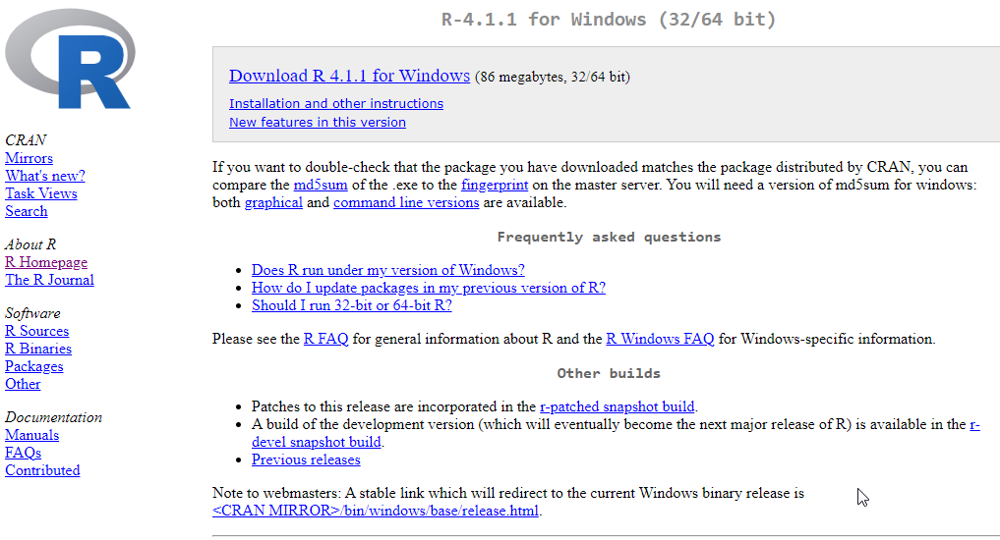 R
CRAN
Mirrors
What's new?
Task Views
Search
About R
R Homepage
The R Journal
Software
R Sources
R Binaries
Packages
Other
Documentation
Manuals
FAQs
Contributed
R-4.1.1 for Windows (32/64 bit)
Download R 4.1.1 for Windows (86 megabytes, 32/64 bit)
Installation and other instructions
New features in this version
If you want to double-check that the package you have downloaded matches the package distributed by CRAN, you can
compare the md5sum of the .exe to the fingerprint on the master server. You will need a version of md5sum for windows:
both graphical and command line versions are available.
Frequently asked questions
• Does R run under my version of Windows?
• How do I update packages in my previous version of R?
• Should I run 32-bit or 64-bit R?
Please see the R FAQ for general information about R and the R Windows FAQ for Windows-specific information.
Other builds
• Patches to this release are incorporated in the r-patched snapshot build.
• A build of the development version (which will eventually become the next major release of R) is available in the r-
devel snapshot build.
• Previous releases
Note to webmasters: A stable link which will redirect to the current Windows binary release is
<CRAN MIRROR>/bin/windows/base/release.html.